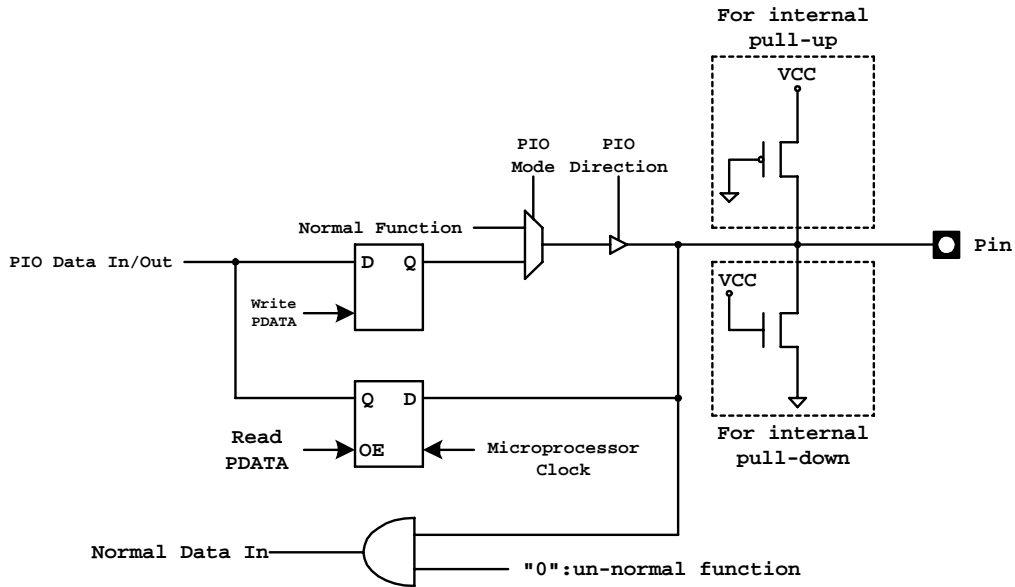 For internal
pull-up
VCC
PIO
Mode
PIO
Direction
Normal Function
PIO Data In/Out
D
Q
Pin
Write
PDATA
VCC
Q
D
OE
Read
PDATA
Microprocessor
Clock
For internal
pull-down
Normal Data In
"0":un-normal function